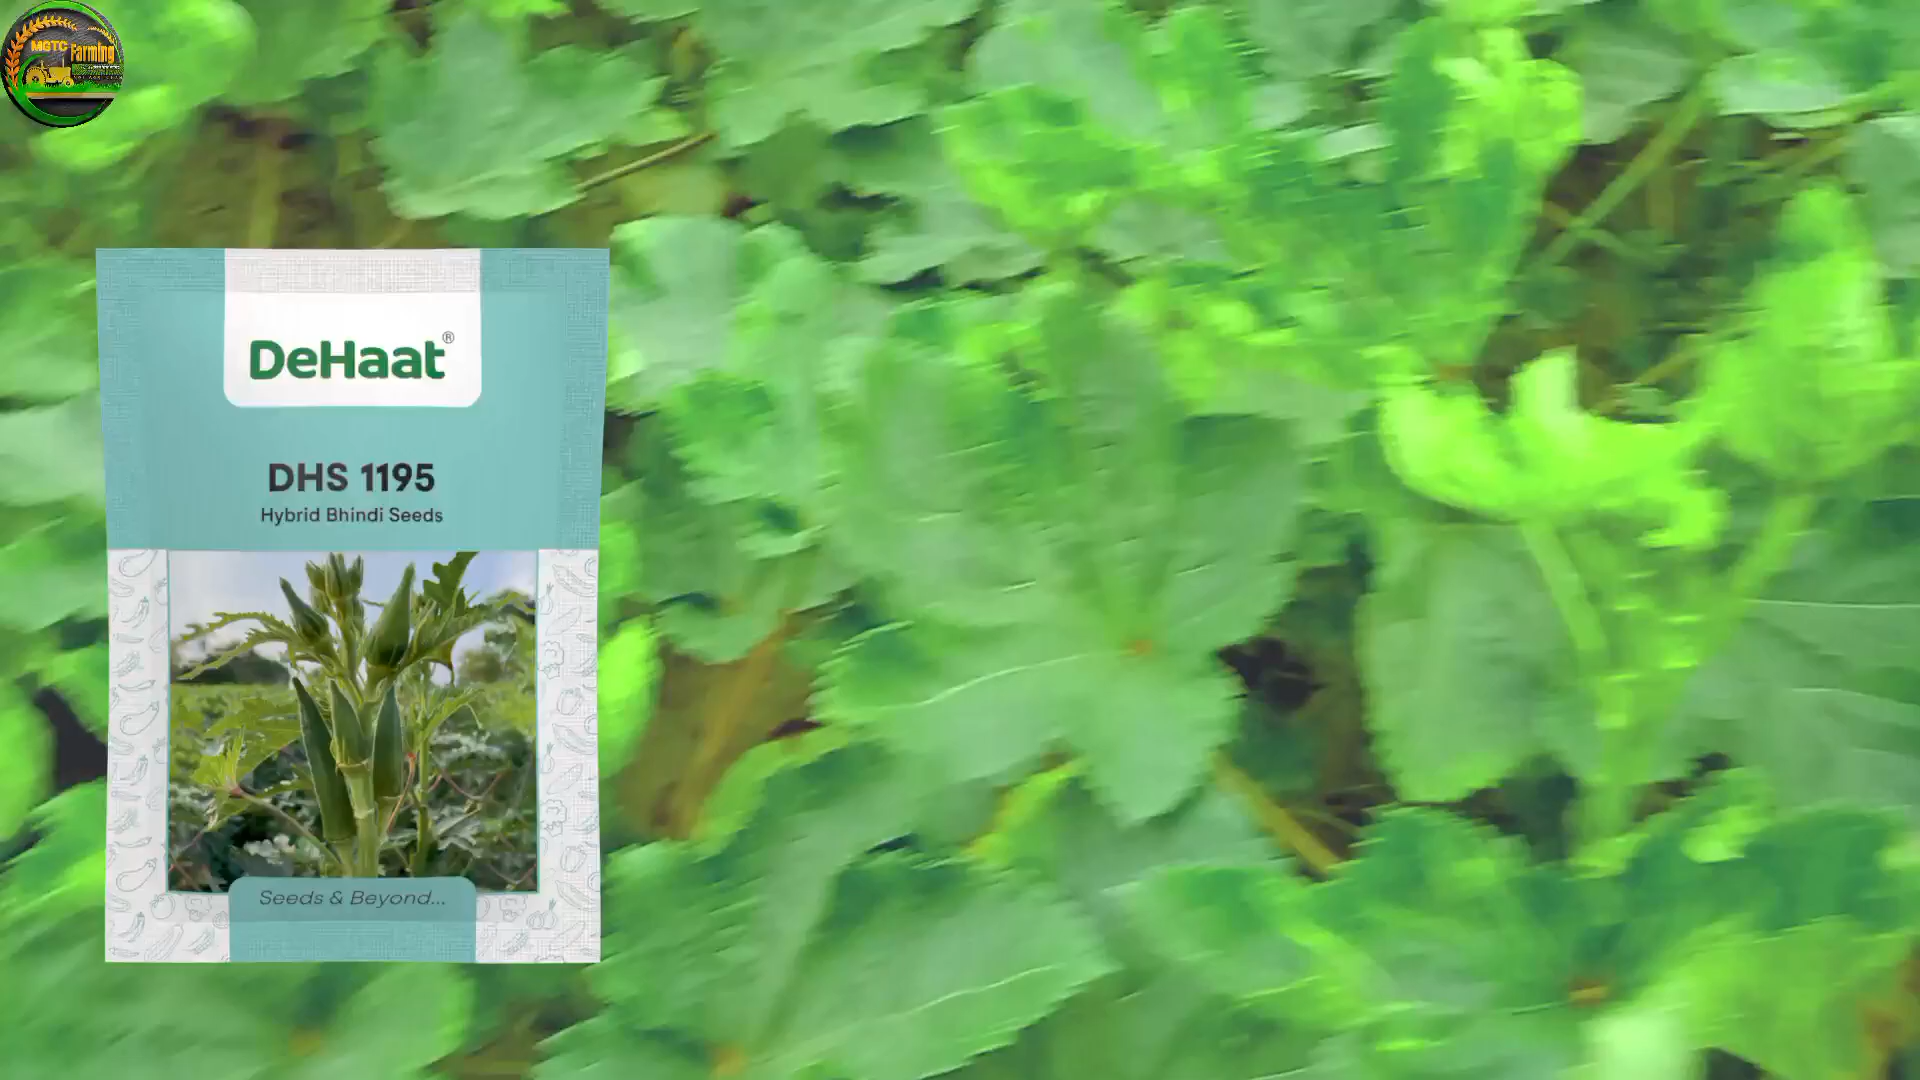 MGTC
Farming
DeHaat®
DHS 1195
Hybrid Bhindi Seeds
Seeds & Beyond...